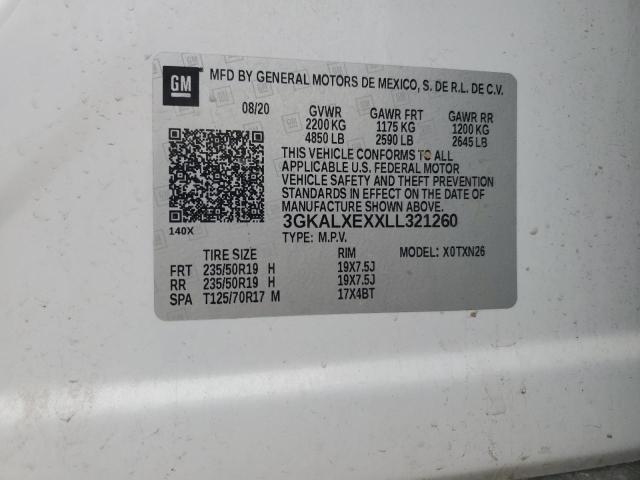 GM
MFD BY GENERAL MOTORS DE MEXICO, S. DE R.L. DE C.V.
08/20 GVWR GAWR FRT GAWR RR
2200 KG 1175 KG 1200 KG
4850 LB 2590 LB 2645 LB
THIS VEHICLE CONFORMS TO ALL
APPLICABLE U.S. FEDERAL MOTOR
VEHICLE SAFETY AND THEFT PREVENTION
STANDARDS IN EFFECT ON THE DATE OF
MANUFACTURE SHOWN ABOVE.
140X
3GKALXEXXLL321260
TYPE: M.P.V.
TIRE SIZE RIM MODEL: X0TXN26
FRT 235/50R19 H 19X7.5J
RR 235/50R19 H 19X7.5J
SPA T125/70R17 M 17X4BT